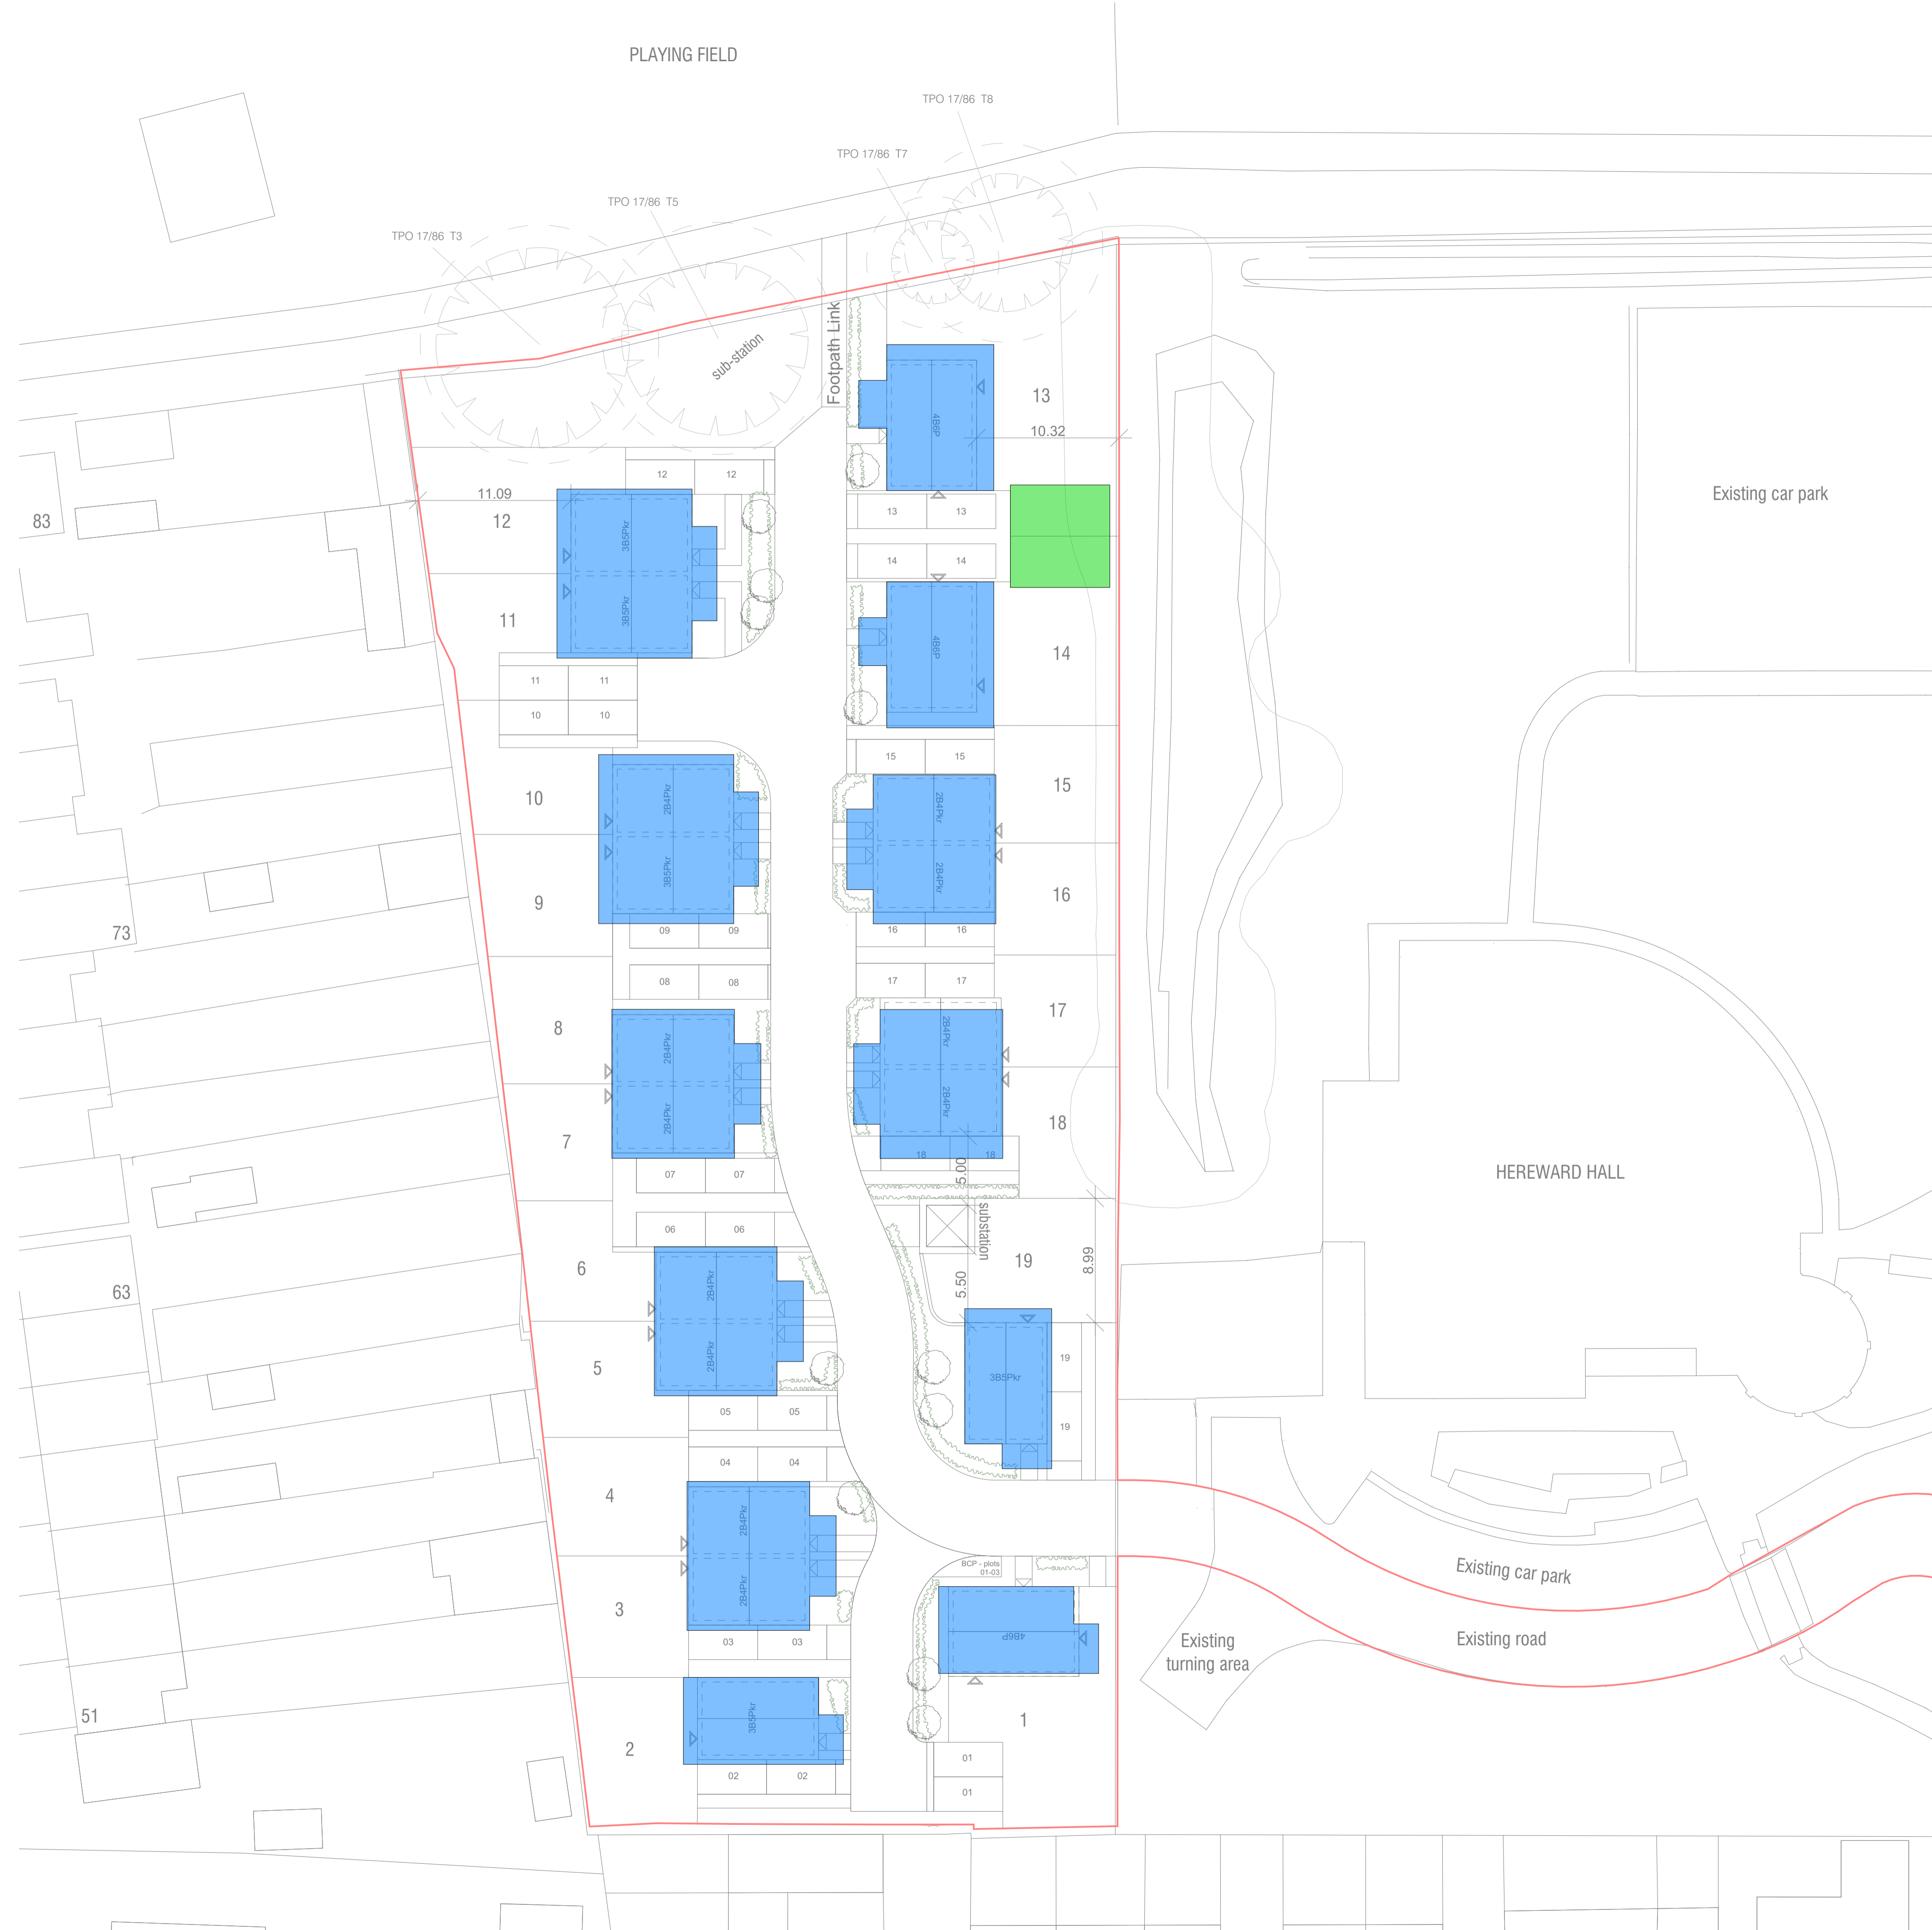 PLAYING FIELD
TPO 17/86 T8
TPO 17/86 T7
TPO 17/86 T5
TPO 17/86 T3
sub-station
Footpath Link
13
4B6P
10.32
12 12
11.09
12
3B5Pkr
83
Existing car park
13 13
14 14
11
3B5Pkr
4B6P
14
11 11
10 10
15 15
10
2B4Pkr
2B4Pkr
15
9
3B5Pkr
2B4Pkr
16
73
09 09
16 16
08 08
17 17
8
2B4Pkr
2B4Pkr
17
7
2B4Pkr
2B4Pkr
18
18 18
5.00
HEREWARD HALL
07 07
06 06
substation
6
2B4Pkr
19
8.99
5.50
63
5
2B4Pkr
3B5Pkr
19
19
05 05
04 04
4
2B4Pkr
BCP - plots
01-03
Existing car park
3
2B4Pkr
4B6P
03 03
Existing
turning area
Existing road
51
2
3B5Pkr
1
02 02
01
01